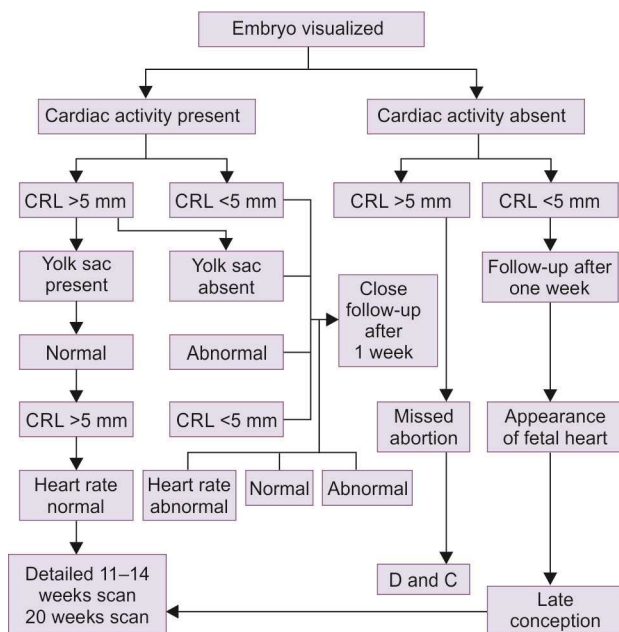 Embryo visualized
Cardiac activity present
Cardiac activity absent
CRL >5 mm
CRL <5 mm
CRL >5 mm
CRL <5 mm
Yolk sac
present
Yolk sac
absent
Close
follow-up
after
1 week
Follow-up after
one week
Normal
Abnormal
CRL >5 mm
CRL <5 mm
Missed
abortion
Appearance
of fetal heart
Heart rate
normal
Heart rate
abnormal
Normal
Abnormal
Detailed 11–14
weeks scan
20 weeks scan
D and C
Late
conception